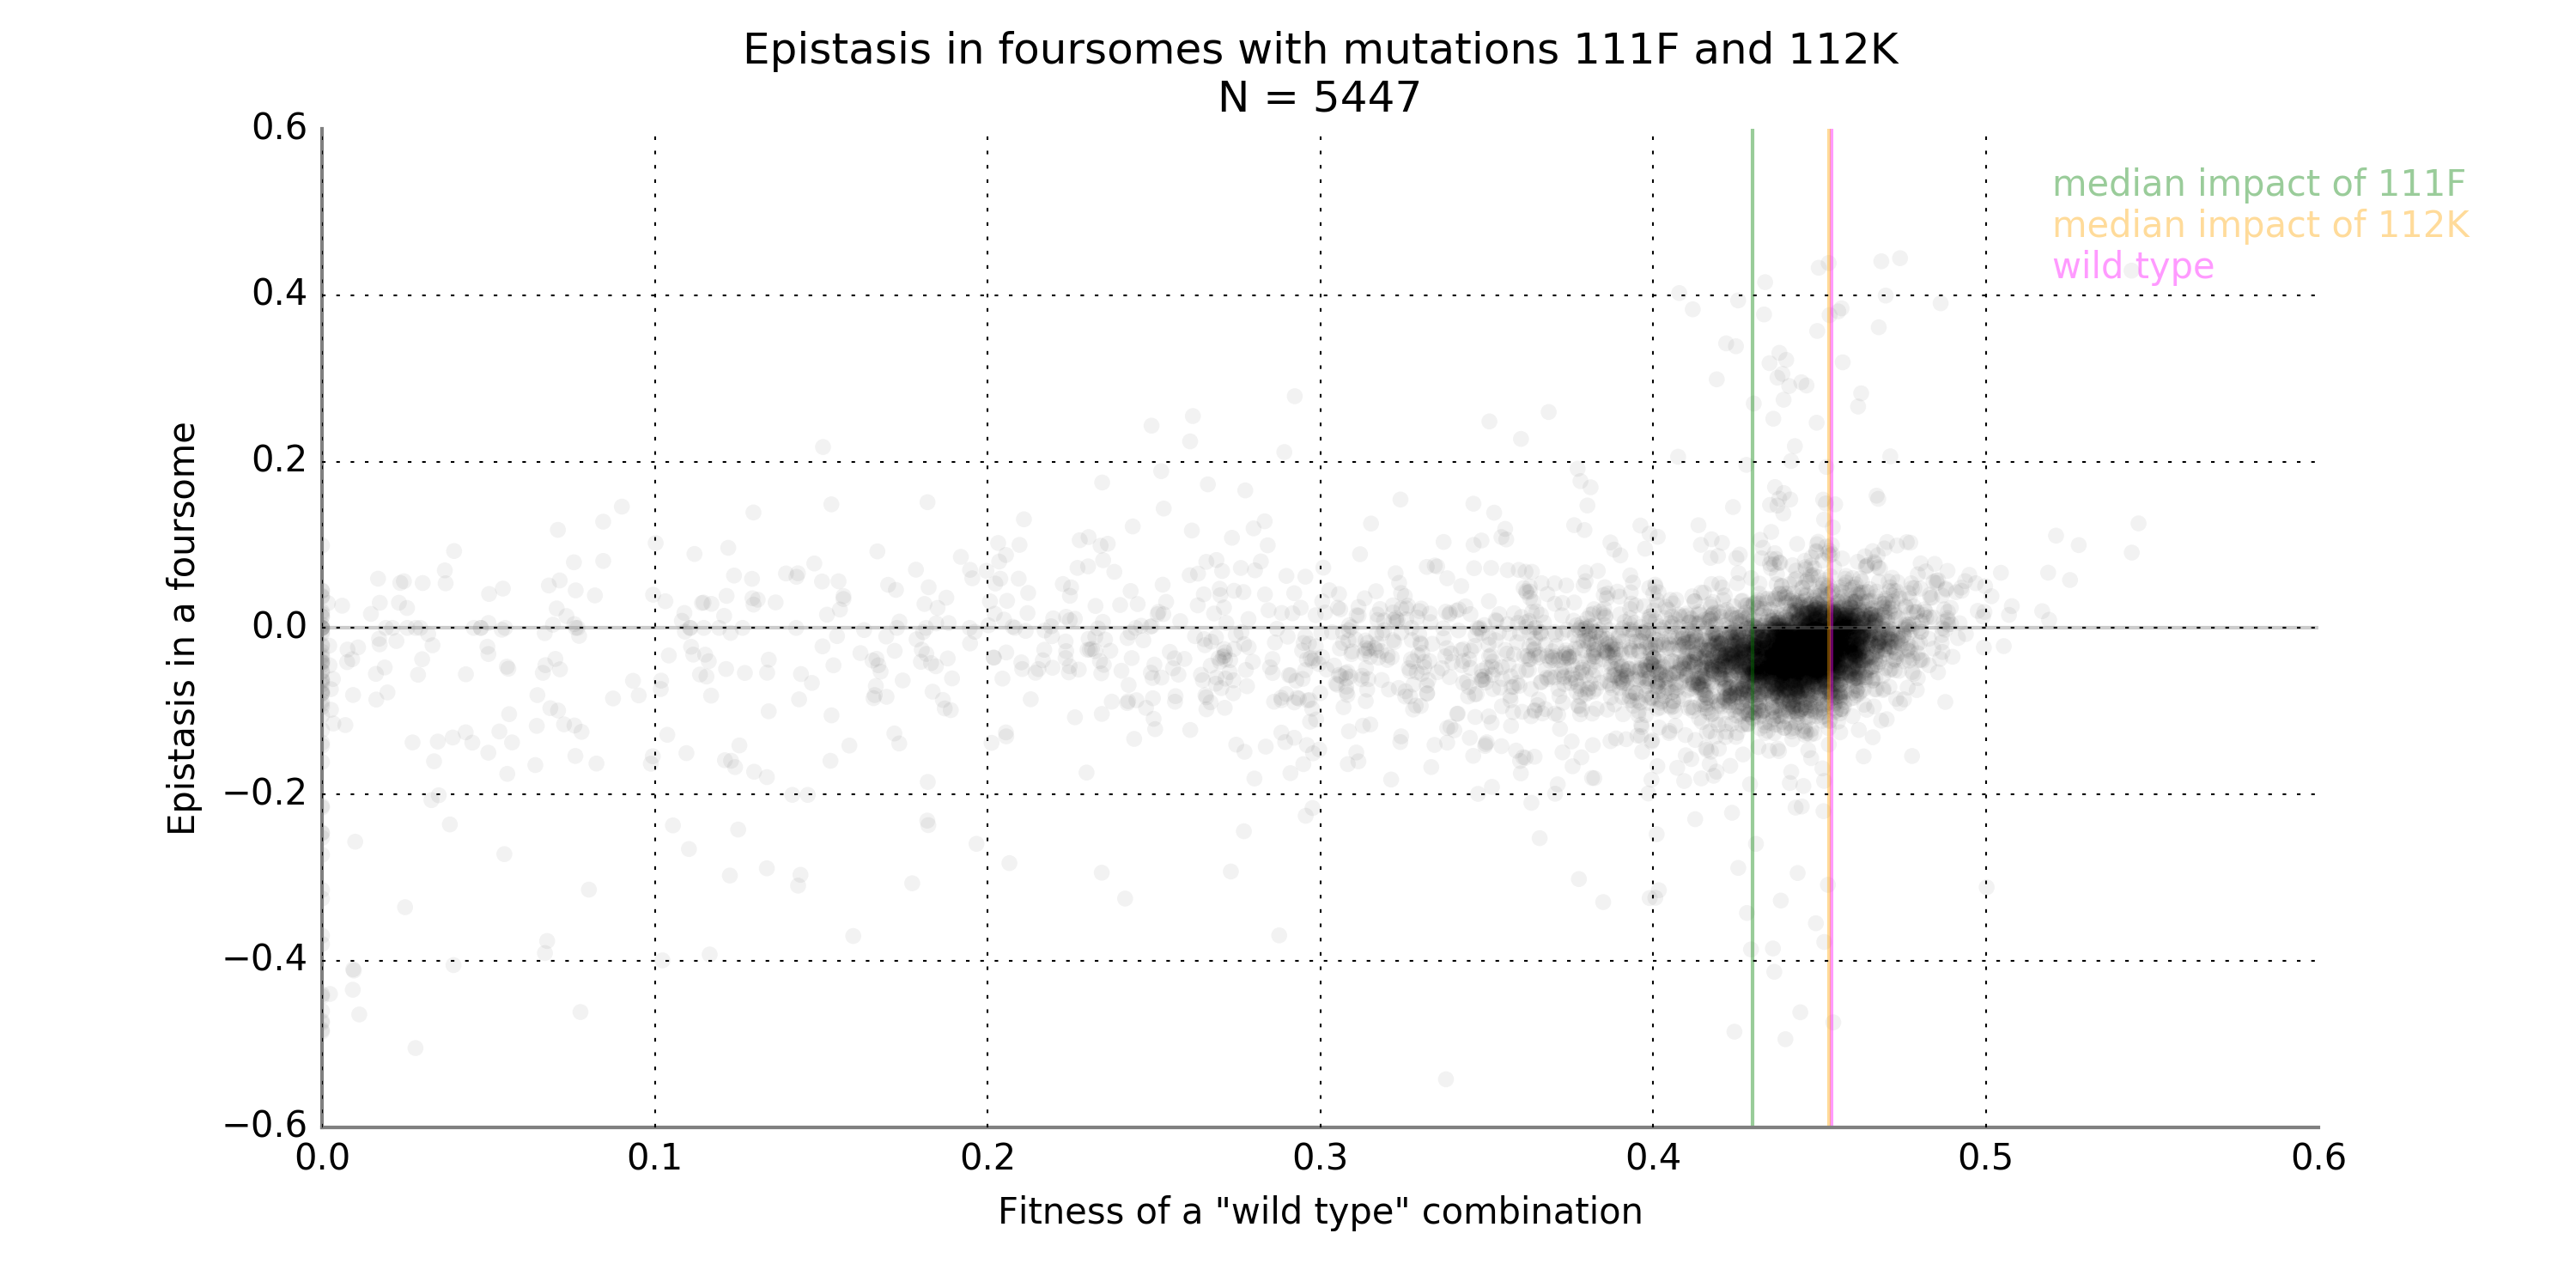 Epistasis in foursomes with mutations 111F and 112K
N = 5447
0.6
0.4
0.2
0.0
−0.2
−0.4
−0.6
Epistasis in a foursome
median impact of 111F
median impact of 112K
wild type
0.0 0.1 0.2 0.3 0.4 0.5 0.6
Fitness of a "wild type" combination